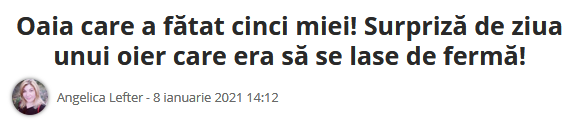 Oaia care a fătat cinci miei! Surpriză de ziua
unui oier care era să se lase de fermă!
Angelica Lefter - 8 ianuarie 2021 14:12